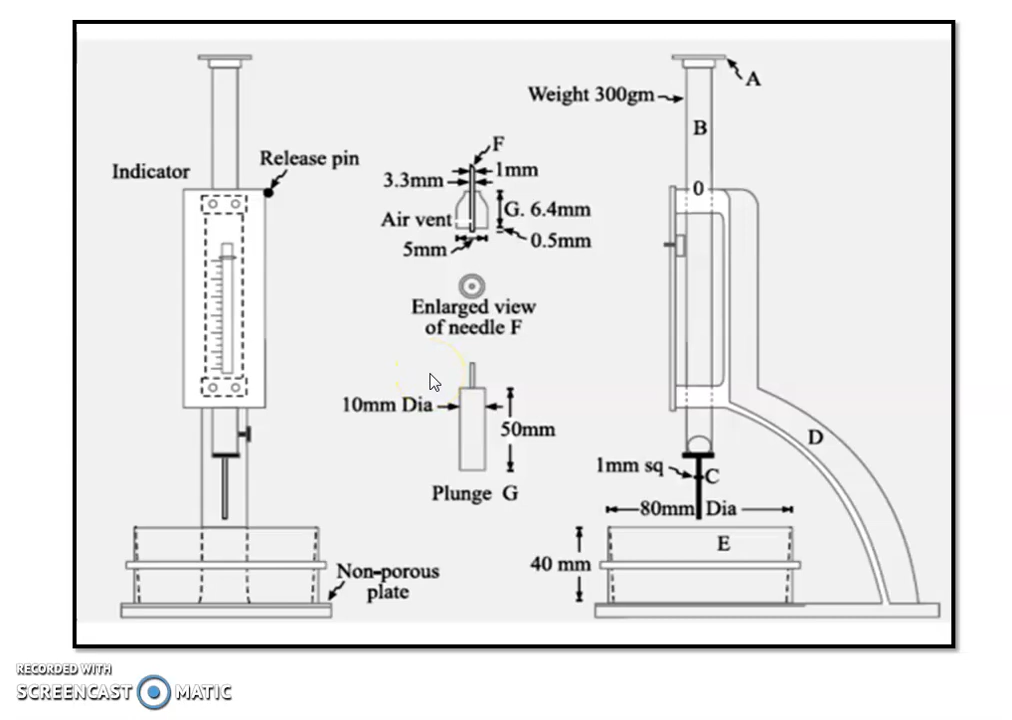 A
Weight 300gm
B
F
Release pin
Indicator
1mm
3.3mm
0
G. 6.4mm
Air vent
0.5mm
5mm
Enlarged view
of needle F
10mm Dia
50mm
D
1mm sq
C
Plunge G
80mm Dia
E
40 mm
Non-porous
plate
RECORDED WITH
SCREENCAST MATIC